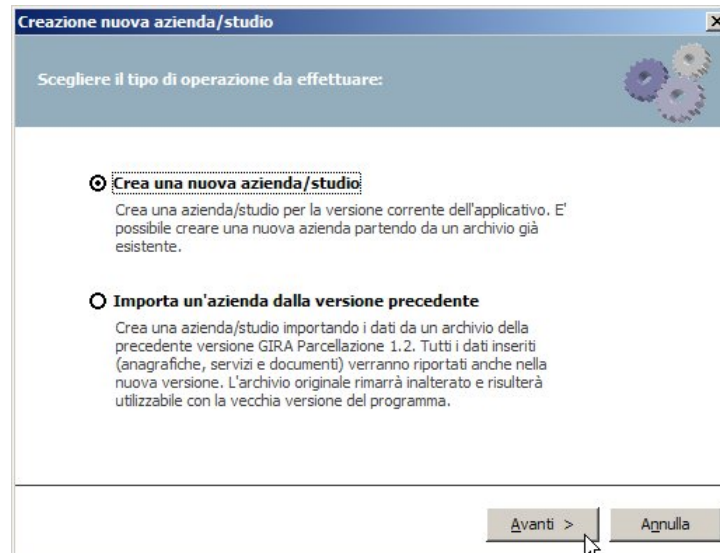 Creazione nuova azienda/studio
Scegliere il tipo di operazione da effettuare:
Crea una nuova azienda/studio
Crea una azienda/studio per la versione corrente dell'applicativo. E'
possibile creare una nuova azienda partendo da un archivio già
esistente.
Importa un'azienda dalla versione precedente
Crea una azienda/studio importando i dati da un archivio della
precedente versione GIRA Parcellazione 1.2. Tutti i dati inseriti
(anagrafiche, servizi e documenti) verranno riportati anche nella
nuova versione. L'archivio originale rimarrà inalterato e risulterà
utilizzabile con la vecchia versione del programma.
Avanti > Annulla